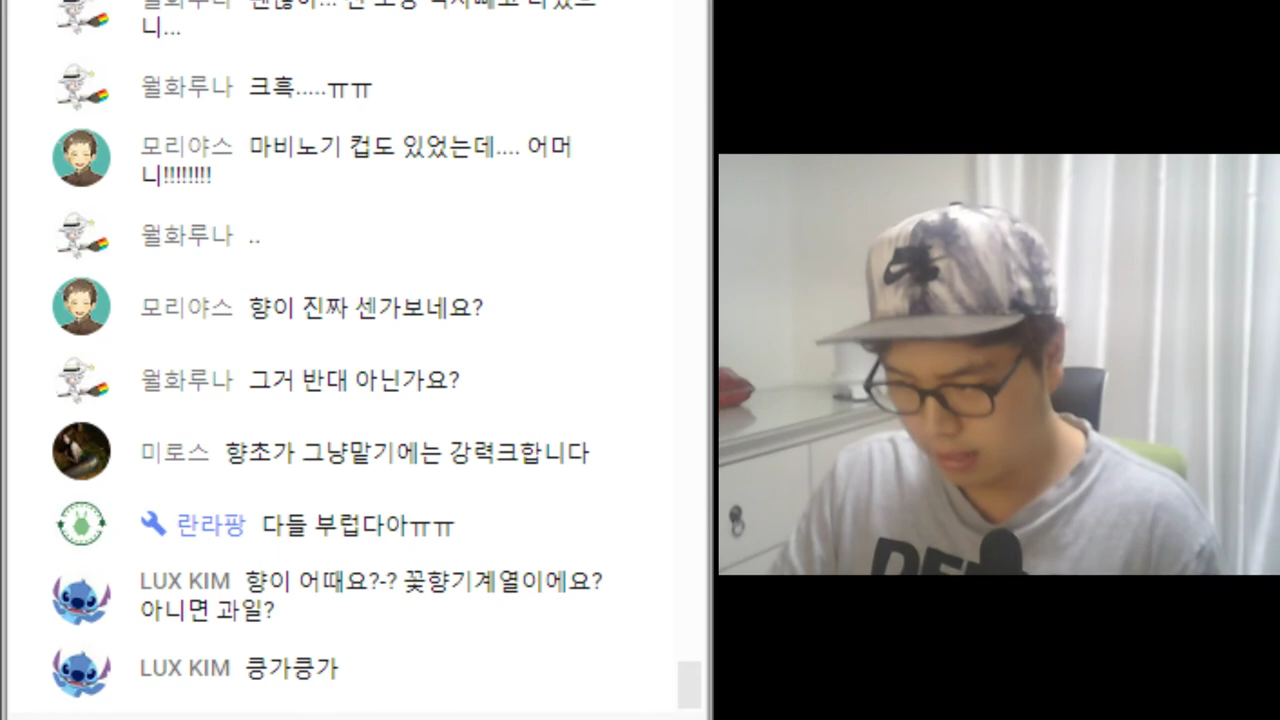 니...
월화루나 크흑.....ㅠㅠ
모리야스 마비노기 컵도 있었는데.... 어머
니!!!!!!!!
월화루나 ..
모리야스 향이 진짜 센가보네요?
월화루나 그거 반대 아닌가요?
미로스 향초가 그냥맡기에는 강력크합니다
란라팡 다들 부럽다아ㅠㅠ
LUX KIM 향이 어때요?-? 꽃향기계열이에요?
아니면 과일?
LUX KIM 킁가킁가